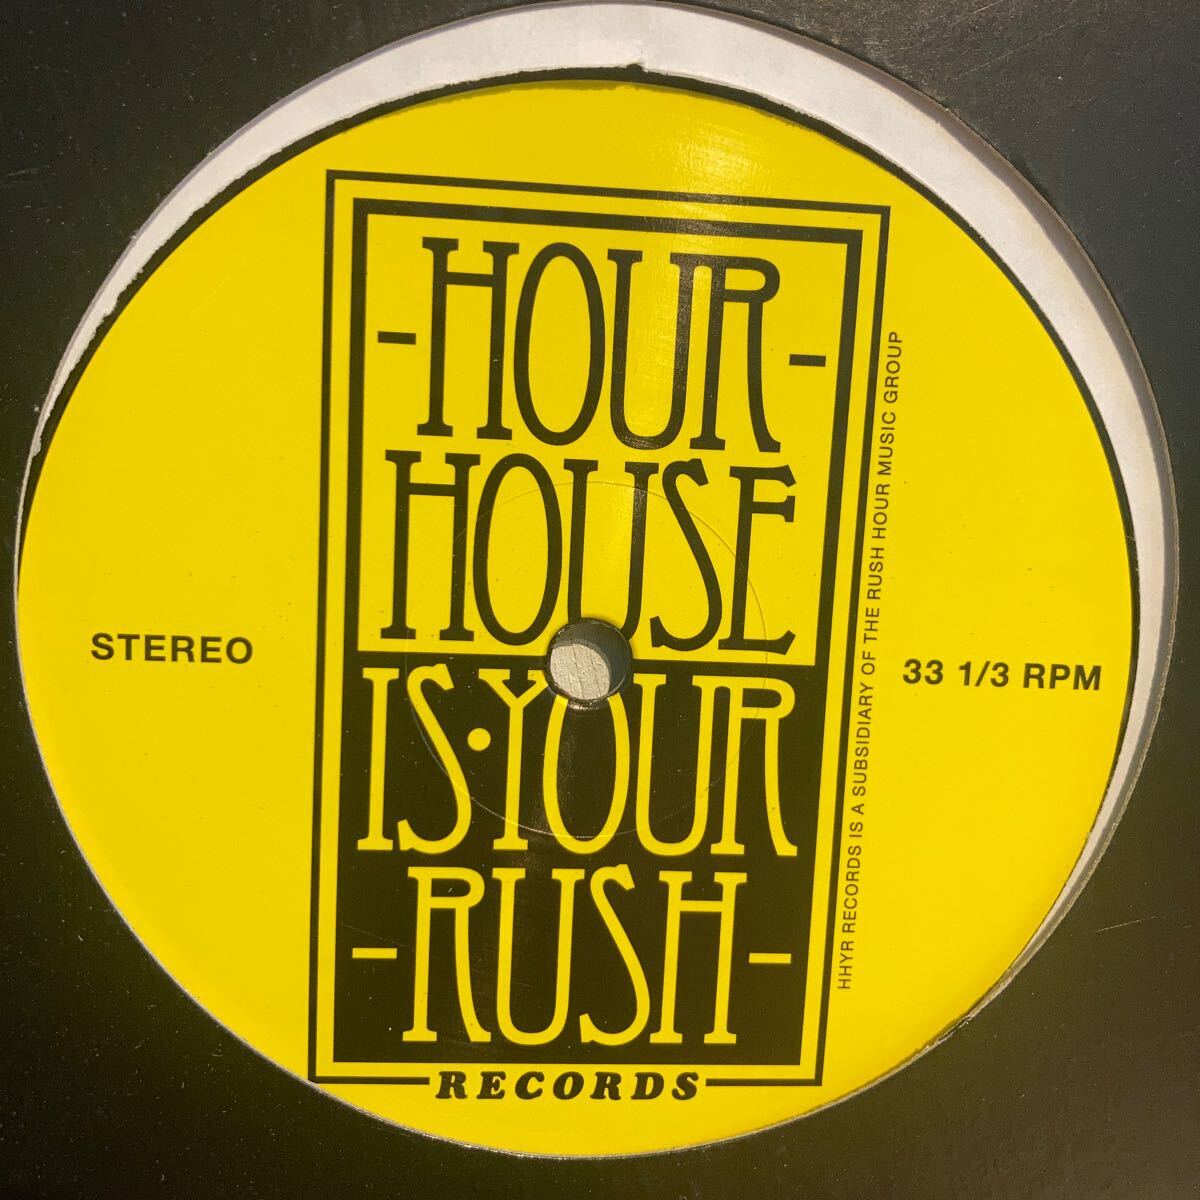 -HOUR-
HOUSE
IS·YOUR
-RUSH-
RECORDS
STEREO
33 1/3 RPM
HHYR RECORDS IS A SUBSIDIARY OF THE RUSH HOUR MUSIC GROUP